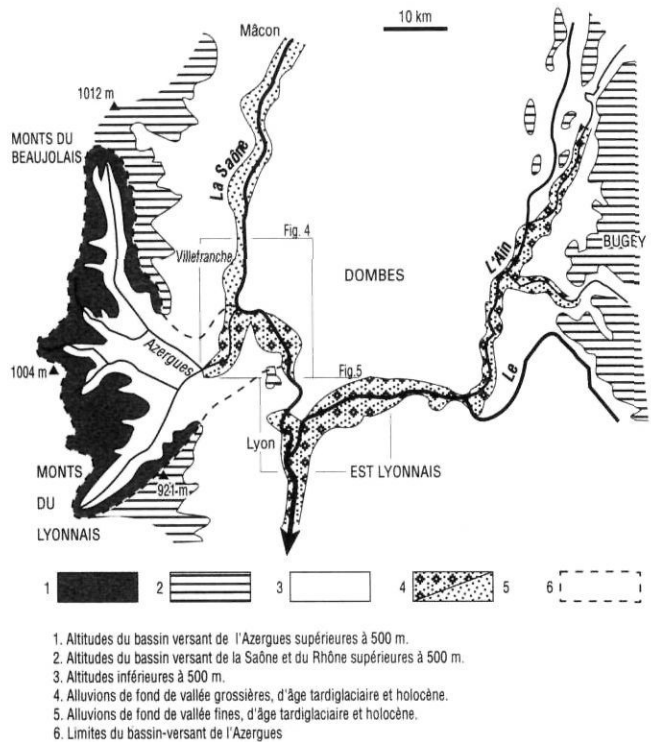 10 km
Mâcon
1012 m
MONTS DU
BEAUJOLAIS
La Saône
Fig. 4
Villefranche
BUGEY
L'Ain
DOMBES
Azergues
1004 m
Fig.5
Le
Lyon
EST LYONNAIS
MONTS
DU
LYONNAIS
921 m
1 2 3 4 5 6
1. Altitudes du bassin versant de l'Azergues supérieures à 500 m.
2. Altitudes du bassin versant de la Saône et du Rhône supérieures à 500 m.
3. Altitudes inférieures à 500 m.
4. Alluvions de fond de vallée grossières, d'âge tardiglaciaire et holocène.
5. Alluvions de fond de vallée fines, d'âge tardiglaciaire et holocène.
6. Limites du bassin-versant de l'Azergues